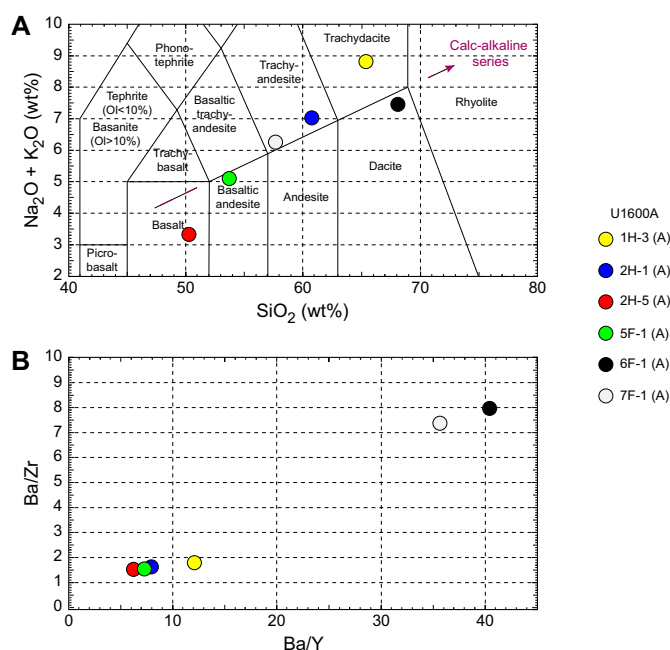 A
10
9
8
7
6
5
4
3
2
Na2O + K2O (wt%)
Phono-
tephrite
Trachydacite
Calc-alkaline
series
Trachy-
andesite
Tephrite
(Ol<10%)
Basanite
(Ol>10%)
Basaltic
trachy-
andesite
Rhyolite
Trachy-
basalt
Basaltic
andesite
Dacite
Andesite
Basalt
Picro-
basalt
40
50
60
70
80
SiO2 (wt%)
U1600A
1H-3 (A)
2H-1 (A)
2H-5 (A)
5F-1 (A)
6F-1 (A)
7F-1 (A)
B
10
9
8
7
6
5
4
3
2
1
0
Ba/Zr
0
10
20
30
40
Ba/Y